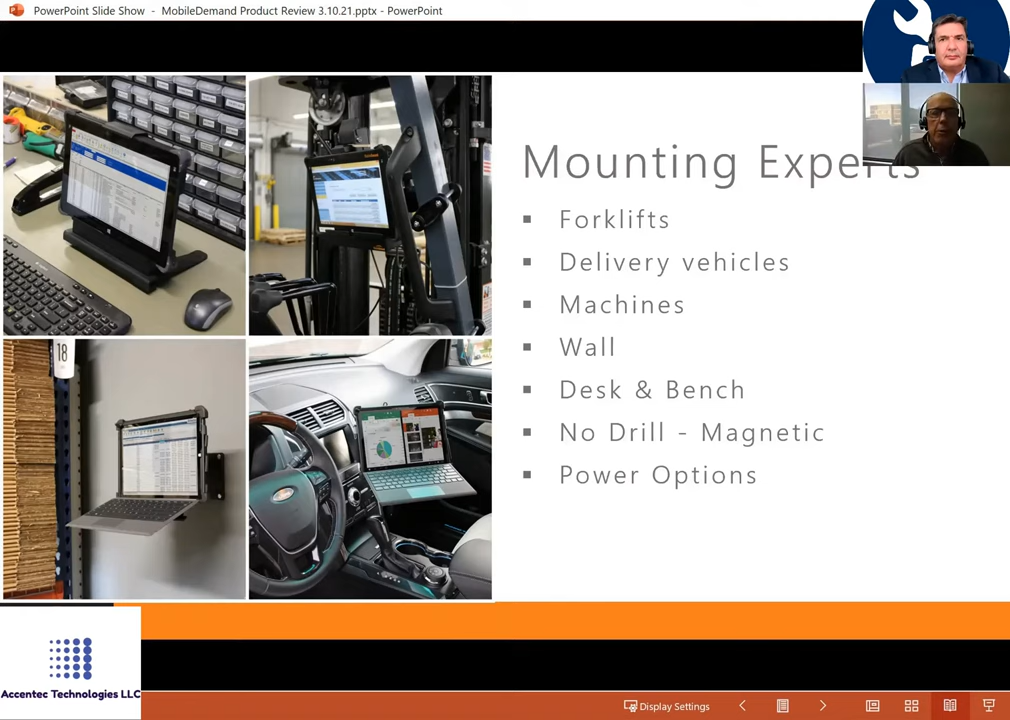 PowerPoint Slide Show - MobileDemand Product Review 3.10.21.pptx - PowerPoint
Mounting Experts
▪ Forklifts
▪ Delivery vehicles
▪ Machines
▪ Wall
▪ Desk & Bench
▪ No Drill - Magnetic
▪ Power Options
18
Accentec Technologies LLC
Display Settings